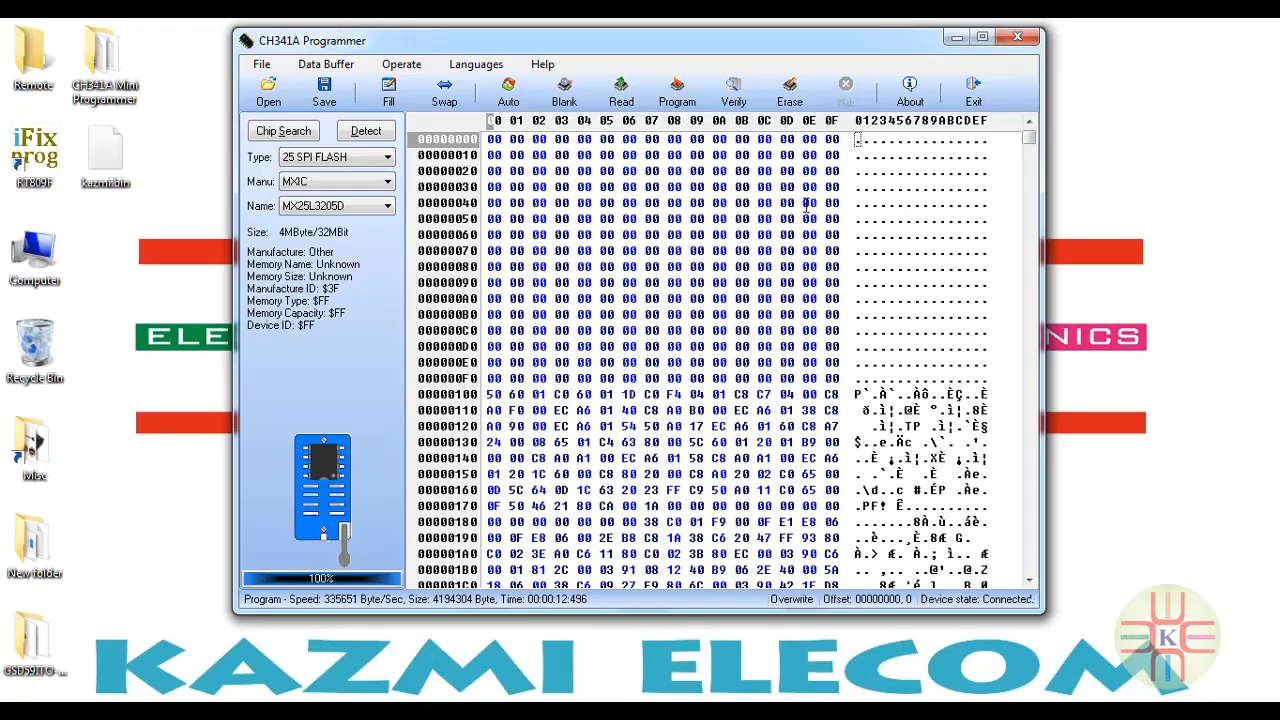 Remote
CH341A Mini
Programmer
iFix
prog
RT809F
kazmi.bin
Computer
Recycle Bin
Misc
New folder
GSD59ITO-...
ELE
NICS
CH341A Programmer
File Data Buffer Operate Languages Help
Open Save Fill Swap Auto Blank Read Program Verify Erase About Exit
Chip Search Detect
Type: 25 SPI FLASH
Manu: MXIC
Name: MX25L3205D
Size: 4MByte/32MBit
Manufacture: Other
Memory Name: Unknown
Memory Size: Unknown
Manufacture ID: $3F
Memory Type: $FF
Memory Capacity: $FF
Device ID: $FF
100%
00 01 02 03 04 05 06 07 08 09 0A 0B 0C 0D 0E 0F 0123456789ABCDEF
00000000 00 00 00 00 00 00 00 00 00 00 00 00 00 00 00 00 ................
00000010 00 00 00 00 00 00 00 00 00 00 00 00 00 00 00 00 ................
00000020 00 00 00 00 00 00 00 00 00 00 00 00 00 00 00 00 ................
00000030 00 00 00 00 00 00 00 00 00 00 00 00 00 00 00 00 ................
00000040 00 00 00 00 00 00 00 00 00 00 00 00 00 00 00 00 ................
00000050 00 00 00 00 00 00 00 00 00 00 00 00 00 00 00 00 ................
00000060 00 00 00 00 00 00 00 00 00 00 00 00 00 00 00 00 ................
00000070 00 00 00 00 00 00 00 00 00 00 00 00 00 00 00 00 ................
00000080 00 00 00 00 00 00 00 00 00 00 00 00 00 00 00 00 ................
00000090 00 00 00 00 00 00 00 00 00 00 00 00 00 00 00 00 ................
000000A0 00 00 00 00 00 00 00 00 00 00 00 00 00 00 00 00 ................
000000B0 00 00 00 00 00 00 00 00 00 00 00 00 00 00 00 00 ................
000000C0 00 00 00 00 00 00 00 00 00 00 00 00 00 00 00 00 ................
000000D0 00 00 00 00 00 00 00 00 00 00 00 00 00 00 00 00 ................
000000E0 00 00 00 00 00 00 00 00 00 00 00 00 00 00 00 00 ................
000000F0 00 00 00 00 00 00 00 00 00 00 00 00 00 00 00 00 ................
00000100 50 60 01 C0 60 01 1D C0 F4 04 01 C8 C7 04 00 C8 P`.À`..Àô..ÈÇ..È
00000110 A0 F0 00 EC A6 01 40 C8 A0 B0 00 EC A6 01 38 C8 ð.ì¦.@È °.ì¦.8È
00000120 A0 90 00 EC A6 01 54 50 A0 17 EC A6 01 60 C8 A7 .ì¦.TP .ì¦.`È§
00000130 24 00 08 65 01 C4 63 80 00 5C 60 01 20 01 B9 00 $..e.Äc .\`. .¹.
00000140 00 00 C8 A0 A1 00 EC A6 01 58 C8 A0 A1 00 EC A6 ..È ¡.ì¦.XÈ ¡.ì¦
00000150 01 20 1C 60 00 C8 80 20 00 C8 A0 20 02 C0 65 00 . .`.È .È .Àe.
00000160 0D 5C 64 0D 1C 63 20 23 FF C9 50 A0 11 C0 65 00 .\d..c #.ÉP .Àe.
00000170 0F 50 46 21 80 CA 00 1A 00 00 00 00 00 00 00 00 .PF! Ê..........
00000180 00 00 00 00 00 00 38 C0 01 F9 00 0F E1 E8 06 ........8À.ù..áè.
00000190 00 0F E8 06 00 2E B8 C8 1A 38 C6 20 47 FF 93 80 ..è...¸È.8Æ G.
000001A0 C0 02 3E A0 C6 11 80 C0 02 3B 80 EC 00 03 90 C6 À.> Æ. À.; ì.. Æ
000001B0 00 01 81 2C 00 03 91 08 12 40 B9 06 2E 40 00 5A
Program - Speed: 335651 Byte/Sec, Size: 4194304 Byte, Time: 00:00:12:496 Overwrite Offset: 00000000, 0 Device state: Connected.
KAZMI ELECOM
K